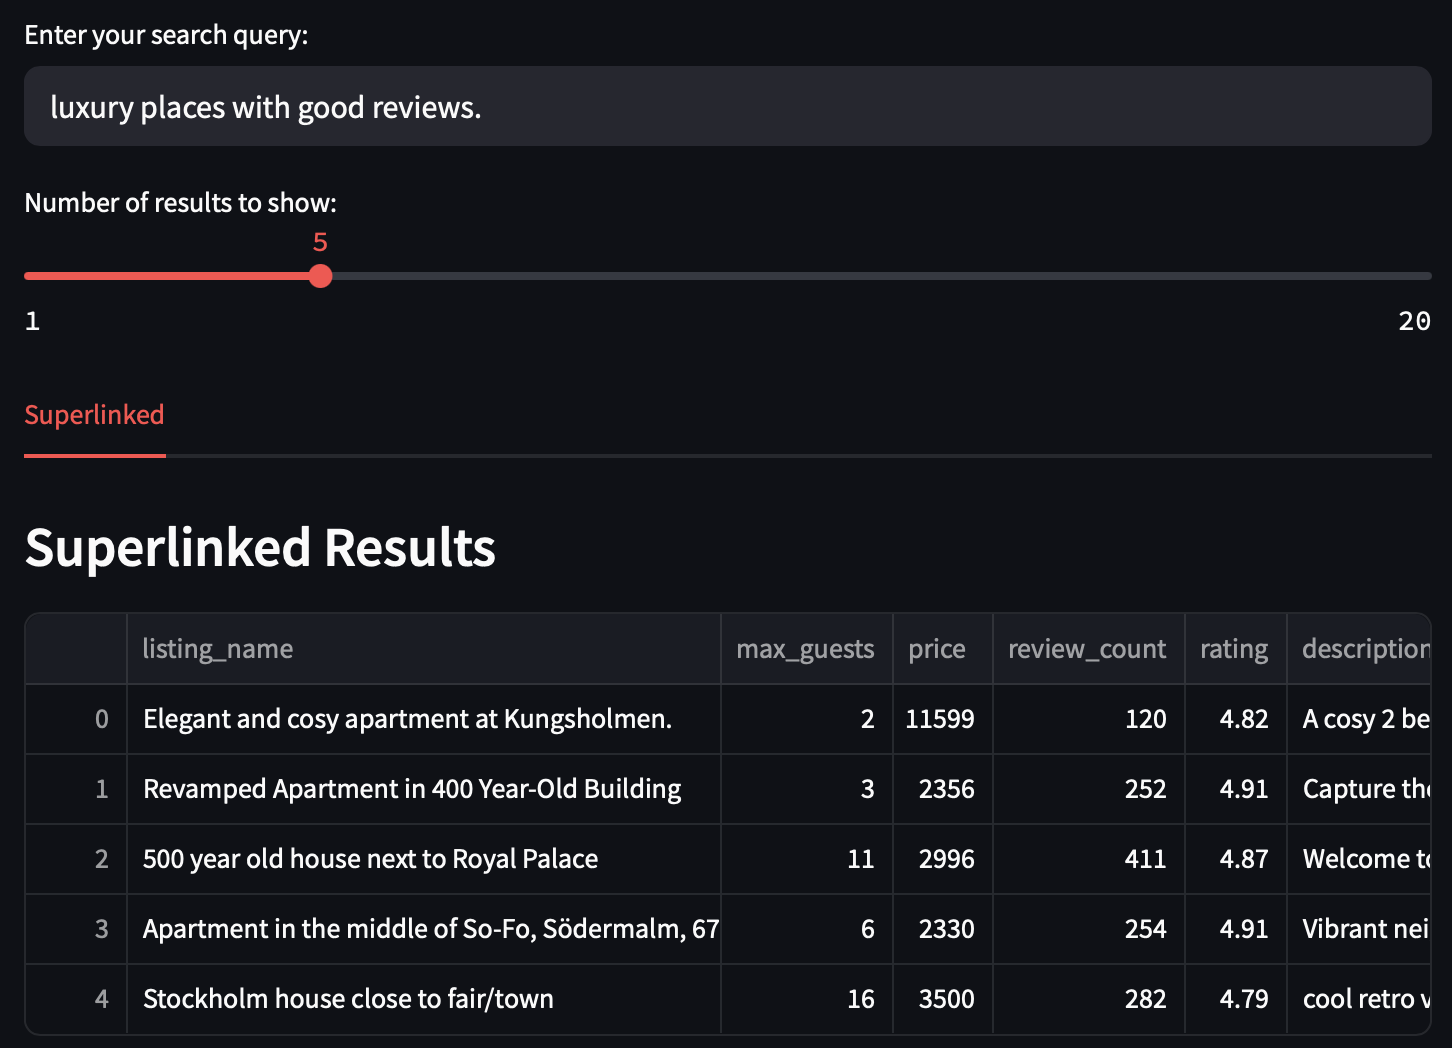 Enter your search query:
luxury places with good reviews.
Number of results to show:
5
1 20
Superlinked
Superlinked Results
listing_name max_guests price review_count rating description
0 Elegant and cosy apartment at Kungsholmen. 2 11599 120 4.82 A cosy 2 be
1 Revamped Apartment in 400 Year-Old Building 3 2356 252 4.91 Capture the
2 500 year old house next to Royal Palace 11 2996 411 4.87 Welcome to
3 Apartment in the middle of So-Fo, Södermalm, 67 6 2330 254 4.91 Vibrant nei
4 Stockholm house close to fair/town 16 3500 282 4.79 cool retro v